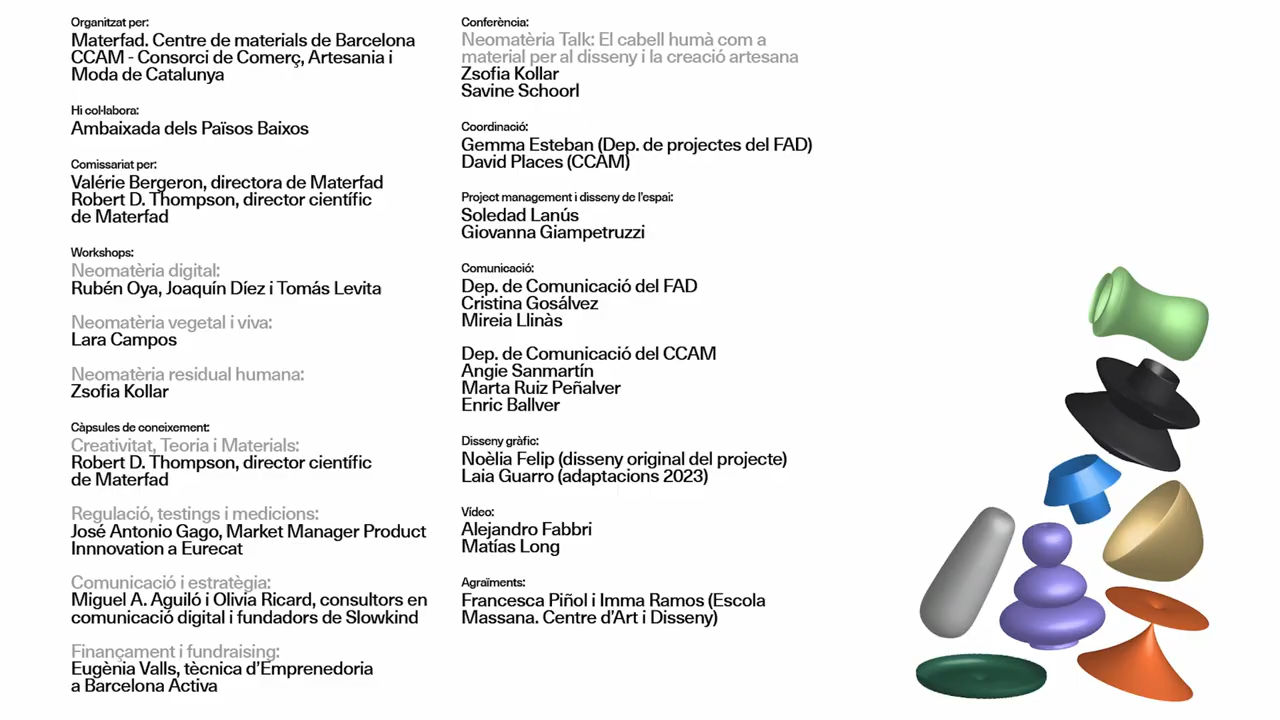 Organitzat per:
Materfad. Centre de materials de Barcelona
CCAM - Consorci de Comerç, Artesania i
Moda de Catalunya
Hi col·labora:
Ambaixada dels Països Baixos
Comissariat per:
Valérie Bergeron, directora de Materfad
Robert D. Thompson, director científic
de Materfad
Workshops:
Neomatèria digital:
Rubén Oya, Joaquín Díez i Tomás Levita
Neomatèria vegetal i viva:
Lara Campos
Neomatèria residual humana:
Zsofia Kollar
Càpsules de coneixement:
Creativitat, Teoria i Materials:
Robert D. Thompson, director científic
de Materfad
Regulació, testings i medicions:
José Antonio Gago, Market Manager Product
Innnovation a Eurecat
Comunicació i estratègia:
Miguel A. Aguiló i Olivia Ricard, consultors en
comunicació digital i fundadors de Slowkind
Finançament i fundraising:
Eugènia Valls, tècnica d'Emprenedoria
a Barcelona Activa
Conferència:
Neomatèria Talk: El cabell humà com a
material per al disseny i la creació artesana
Zsofia Kollar
Savine Schoorl
Coordinació:
Gemma Esteban (Dep. de projectes del FAD)
David Places (CCAM)
Project management i disseny de l'espai:
Soledad Lanús
Giovanna Giampetruzzi
Comunicació:
Dep. de Comunicació del FAD
Cristina Gosálvez
Mireia Llinàs
Dep. de Comunicació del CCAM
Angie Sanmartín
Marta Ruiz Peñalver
Enric Ballver
Disseny gràfic:
Noèlia Felip (disseny original del projecte)
Laia Guarro (adaptacions 2023)
Vídeo:
Alejandro Fabbri
Matías Long
Agraïments:
Francesca Piñol i Imma Ramos (Escola
Massana. Centre d'Art i Disseny)